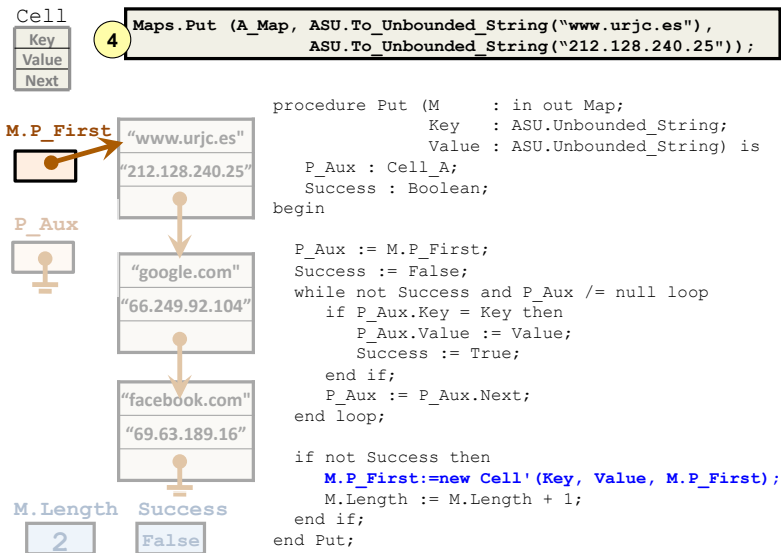 Cell
Key
Value
Next
4
Maps.Put (A_Map, ASU.To_Unbounded_String(“www.urjc.es"),
ASU.To_Unbounded_String(“212.128.240.25"));
M.P_First
“www.urjc.es"
“212.128.240.25”
P_Aux
“google.com"
“66.249.92.104”
“facebook.com"
“69.63.189.16”
M.Length
2
Success
False
procedure Put (M : in out Map;
Key : ASU.Unbounded_String;
Value : ASU.Unbounded_String) is
P_Aux : Cell_A;
Success : Boolean;
begin
P_Aux := M.P_First;
Success := False;
while not Success and P_Aux /= null loop
if P_Aux.Key = Key then
P_Aux.Value := Value;
Success := True;
end if;
P_Aux := P_Aux.Next;
end loop;
if not Success then
M.P_First:=new Cell'(Key, Value, M.P_First);
M.Length := M.Length + 1;
end if;
end Put;